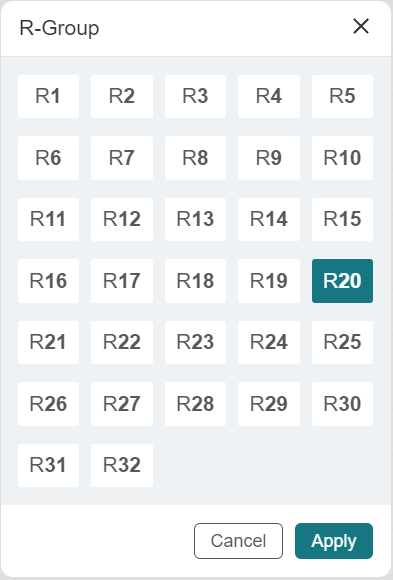 R-Group
R1 R2 R3 R4 R5
R6 R7 R8 R9 R10
R11 R12 R13 R14 R15
R16 R17 R18 R19 R20
R21 R22 R23 R24 R25
R26 R27 R28 R29 R30
R31 R32
Cancel Apply